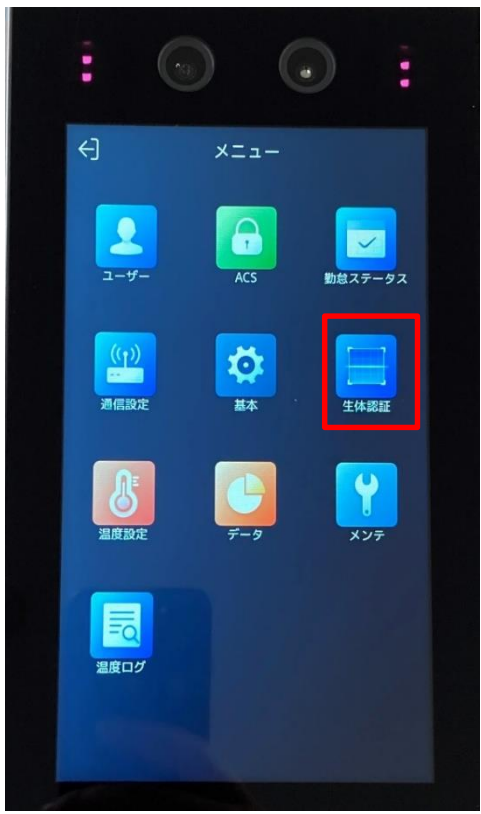 メニュー
ユーザー
ACS
勤怠ステータス
通信設定
基本
生体認証
温度設定
データ
メンテ
温度ログ